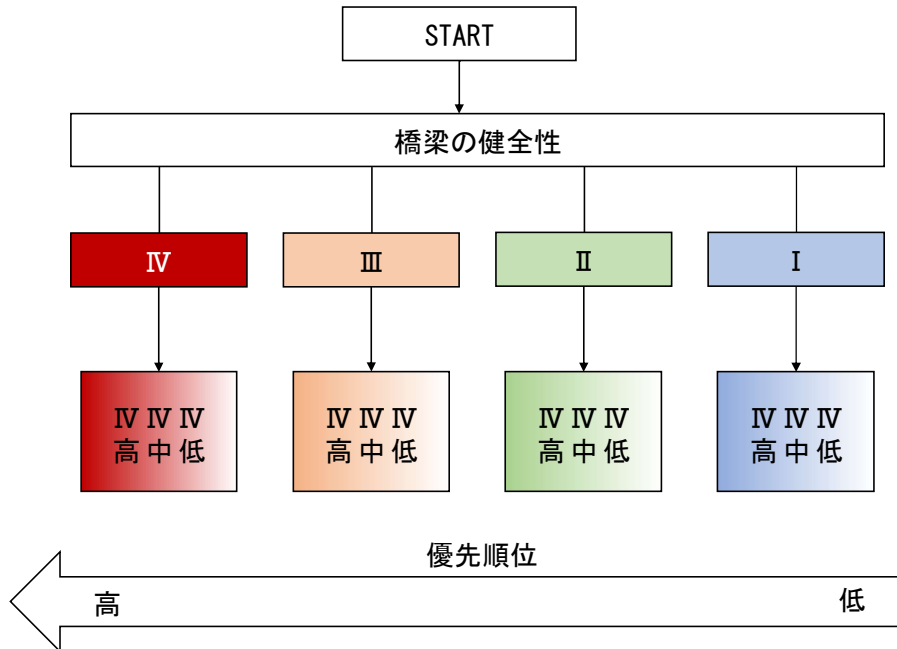 START
橋梁の健全性
Ⅳ
Ⅲ
Ⅱ
Ⅰ
Ⅳ Ⅳ Ⅳ
高 中 低
Ⅳ Ⅳ Ⅳ
高 中 低
Ⅳ Ⅳ Ⅳ
高 中 低
Ⅳ Ⅳ Ⅳ
高 中 低
優先順位
高
低